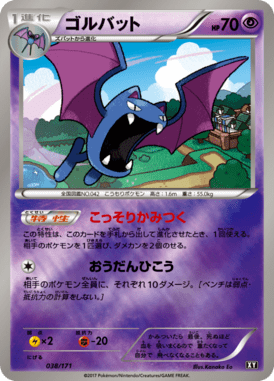 1進化
ゴルバット
HP70
ズバットから進化
全国図鑑NO.042 こうもりポケモン 高さ:1.6m 重さ:55.0kg
とくせい
特性 こっそりかみつく
この特性は、このカードを手札から出して進化させたとき、1回使える。
相手のポケモンを1匹選び、ダメカンを2個のせる。
おうだんひこう
相手のポケモン全員に、それぞれ10ダメージ。[ベンチは弱点・
抵抗力の計算をしない。]
×2
-20
にげる
038/171
Illus.Kanako Eo
©2017 Pokémon/Nintendo/Creatures/GAME FREAK.